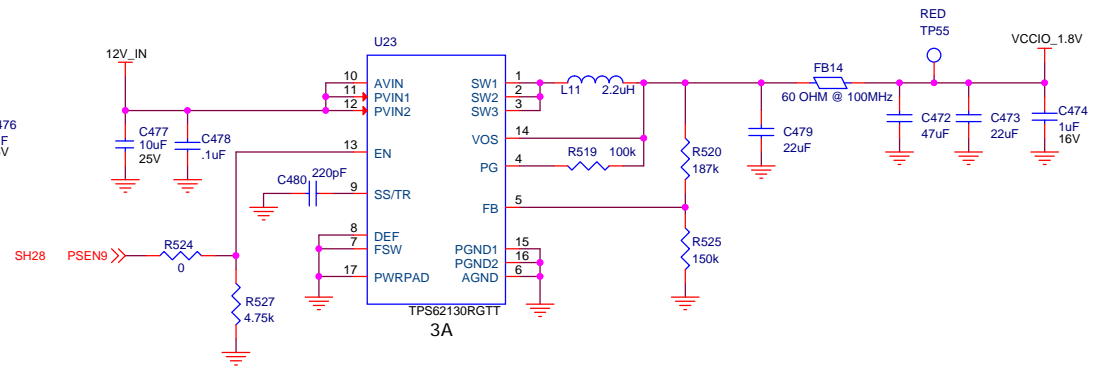 RED
TP55
U23
12V_IN
VCCIO_1.8V
FB14
60 OHM @ 100MHz
10 AVIN
11 PVIN1
12 PVIN2
SW1 1
SW2 2
SW3 3
L11 2.2uH
476
C477
10uF
25V
C478
.1uF
13 EN
VOS 14
PG 4
R519 100k
R520
187k
C479
22uF
C472
47uF
C473
22uF
C474
1uF
16V
C480 220pF
9 SS/TR
FB 5
8 DEF
7 FSW
17 PWRPAD
PGND1 15
PGND2 16
AGND 6
R525
150k
SH28 PSEN9
R524
0
R527
4.75k
TPS62130RGTT
3A